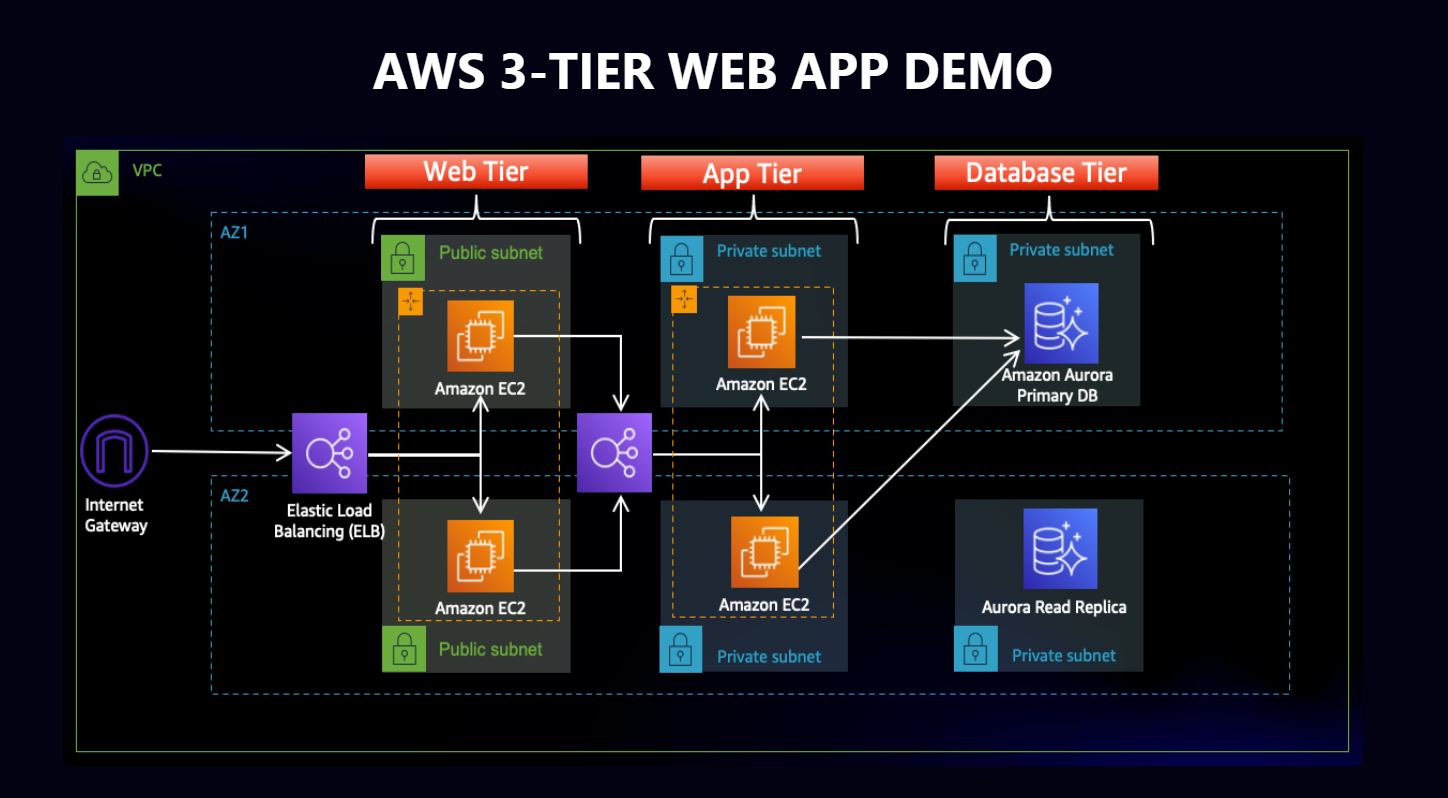 AWS 3-TIER WEB APP DEMO
VPC
Web Tier
App Tier
Database Tier
AZ1
Public subnet
Private subnet
Private subnet
Amazon EC2
Amazon EC2
Amazon Aurora
Primary DB
Internet
Gateway
Elastic Load
Balancing (ELB)
AZ2
Amazon EC2
Amazon EC2
Aurora Read Replica
Public subnet
Private subnet
Private subnet